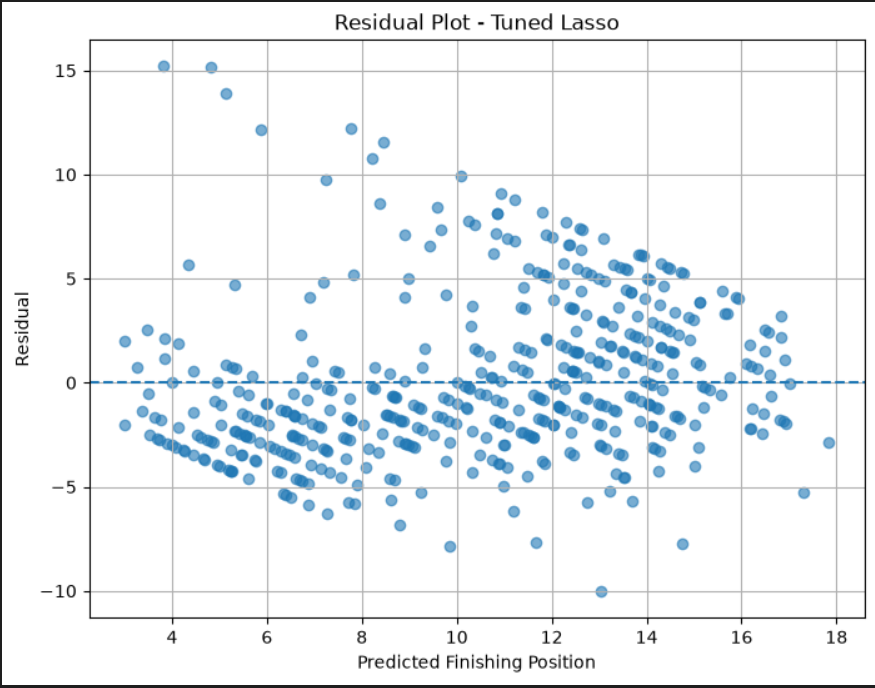 Residual Plot - Tuned Lasso
15
10
5
0
−5
−10
Residual
4 6 8 10 12 14 16 18
Predicted Finishing Position